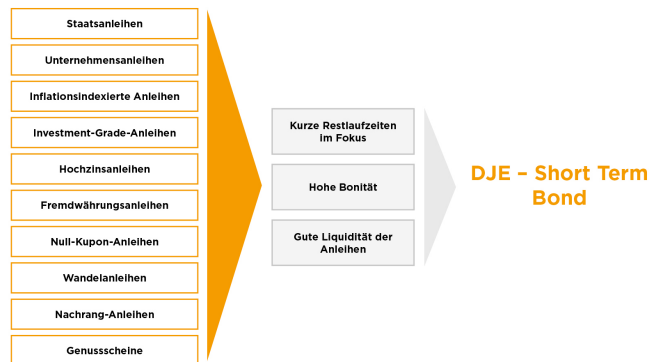 Staatsanleihen
Unternehmensanleihen
Inflationsindexierte Anleihen
Investment-Grade-Anleihen
Hochzinsanleihen
Fremdwährungsanleihen
Null-Kupon-Anleihen
Wandelanleihen
Nachrang-Anleihen
Genussscheine
Kurze Restlaufzeiten
im Fokus
Hohe Bonität
Gute Liquidität der
Anleihen
DJE – Short Term
Bond